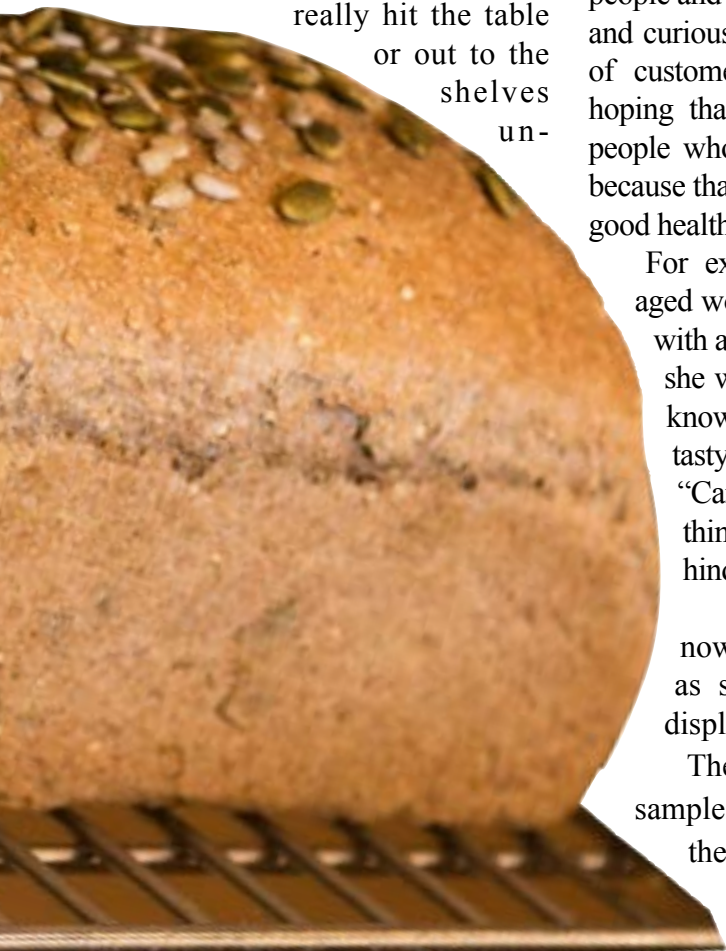 really hit the table
or out to the
shelves
un-
people and
and curious
of custome
hoping tha
people who
because tha
good health
For ex
aged wo
with a
she w
know
tasty
“Ca
thin
hind
now
as s
displ
The
sample
the